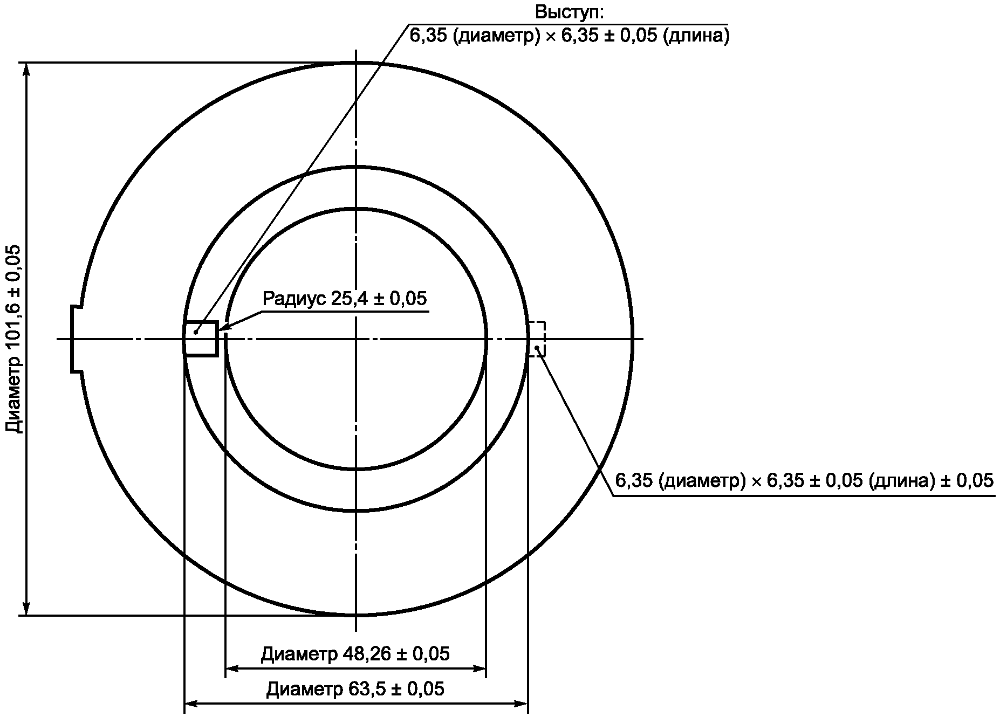 Выступ:
6,35 (диаметр) × 6,35 ± 0,05 (длина)
Диаметр 101,6 ± 0,05
Радиус 25,4 ± 0,05
6,35 (диаметр) × 6,35 ± 0,05 (длина) ± 0,05
Диаметр 48,26 ± 0,05
Диаметр 63,5 ± 0,05